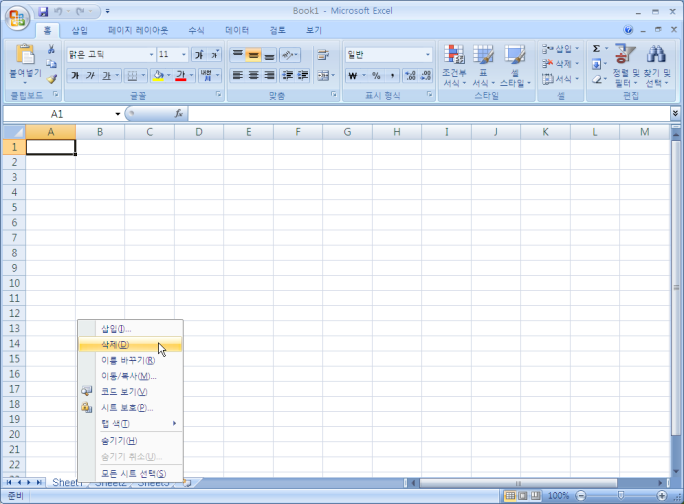 Book1 - Microsoft Excel
홈 삽입 페이지 레이아웃 수식 데이터 검토 보기
붙여넣기
맑은 고딕 11 가 가
가 가 가
일반
₩ % ,
조건부 서식 표 서식 셀 스타일
삽입
삭제
서식
Σ
정렬 및 필터 찾기 및 선택
클립보드 글꼴 맞춤 표시 형식 스타일 셀 편집
A1 fx
A B C D E F G H I J K L M
1
2
3
4
5
6
7
8
9
10
11
12
13
14
15
16
17
18
19
20
21
22
삽입(I)...
삭제(D)
이름 바꾸기(R)
이동/복사(M)...
코드 보기(V)
시트 보호(P)...
탭 색(T)
숨기기(H)
숨기기 취소(U)...
모든 시트 선택(S)
Sheet1 Sheet2 Sheet3
준비 100%